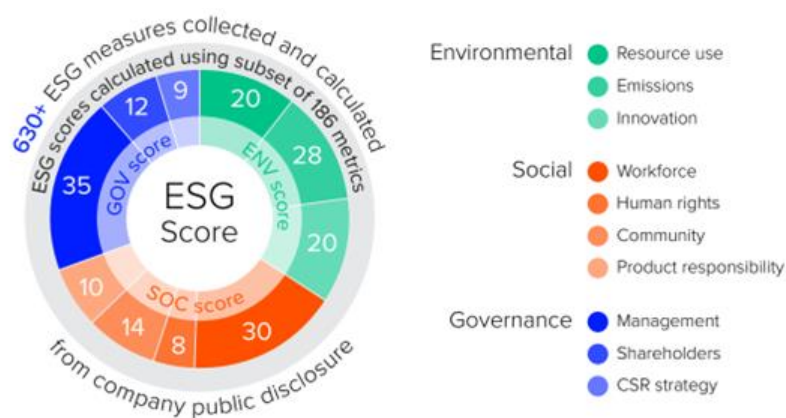 630+ ESG measures collected and calculated
ESG scores calculated using subset of 186 metrics
from company public disclosure
ESG
Score
ENV score
20
28
20
SOC score
30
8
14
10
GOV score
35
12
9
Environmental
Resource use
Emissions
Innovation
Social
Workforce
Human rights
Community
Product responsibility
Governance
Management
Shareholders
CSR strategy